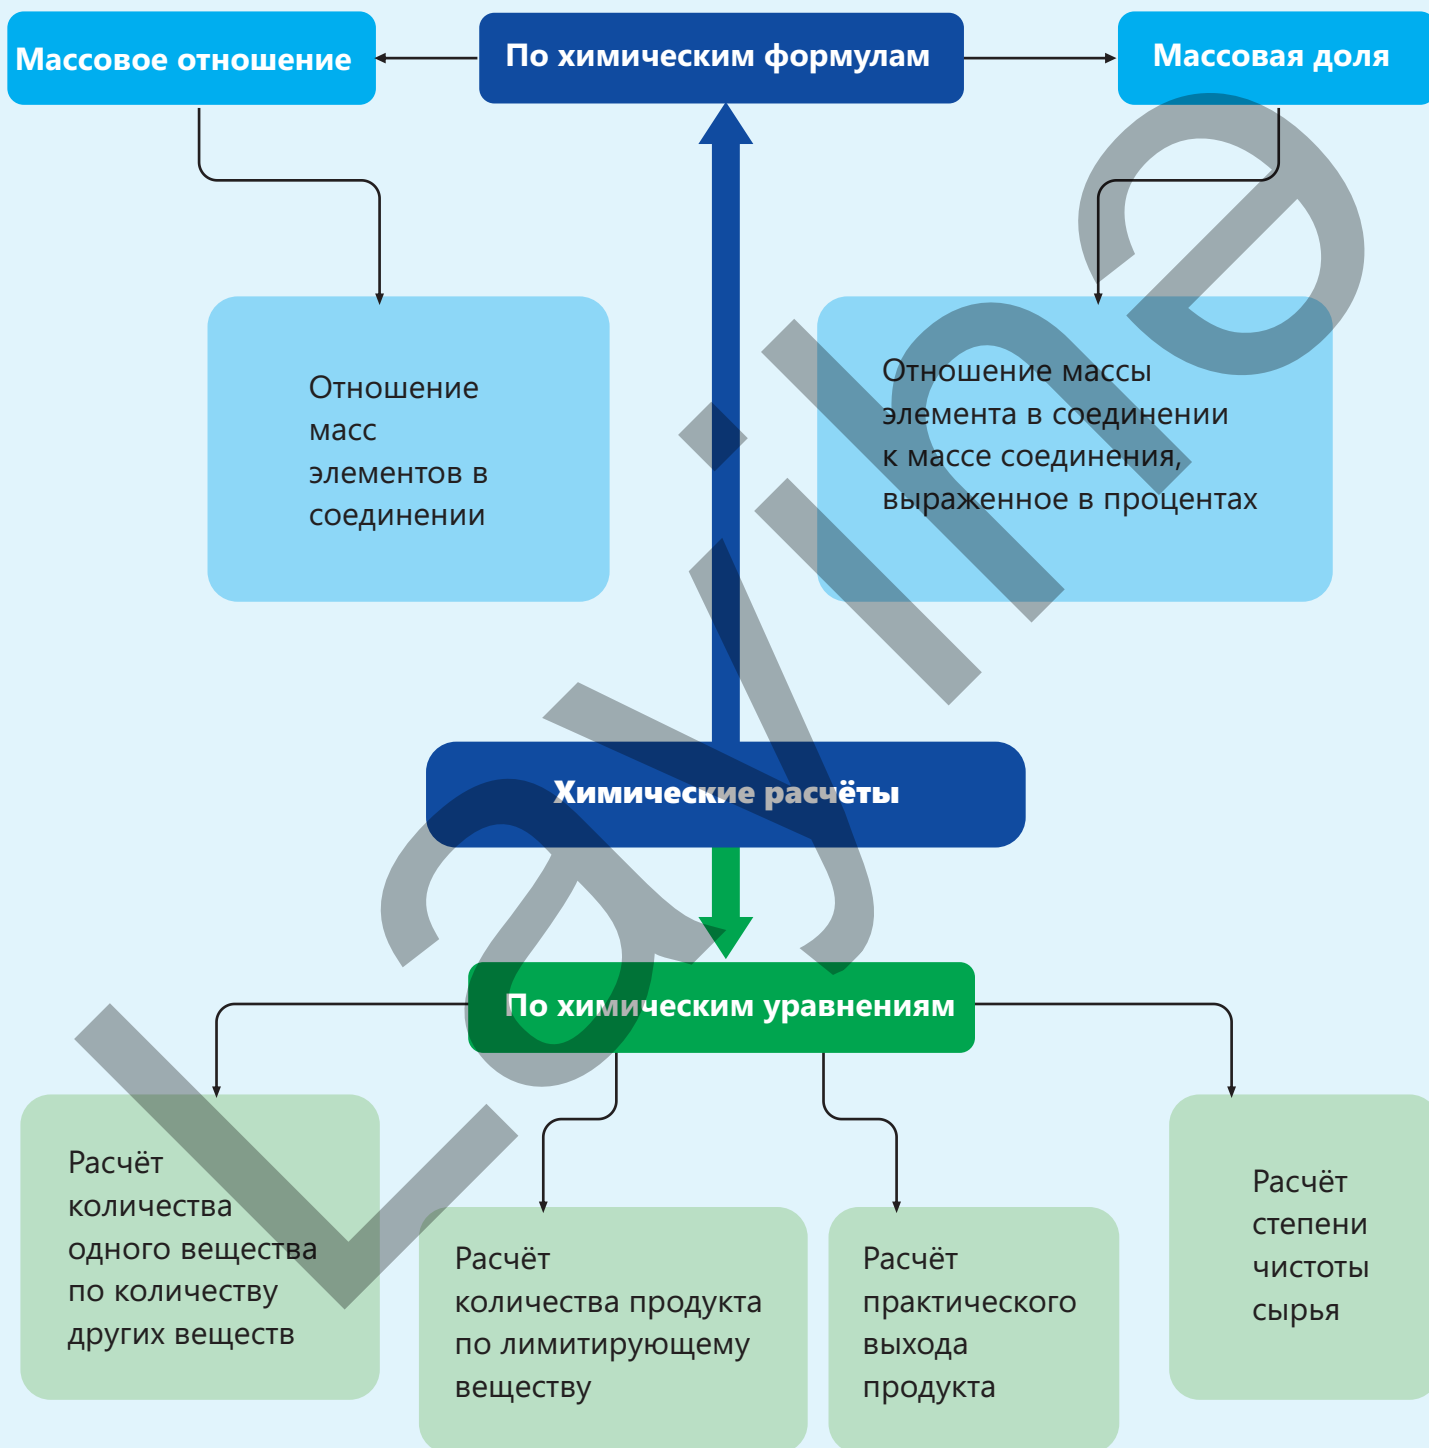 Массовое отношение
По химическим формулам
Массовая доля
Отношение
масс
элементов в
соединении
Отношение массы
элемента в соединении
к массе соединения,
выраженное в процентах
Химические расчёты
По химическим уравнениям
Расчёт
количества
одного вещества
по количеству
других веществ
Расчёт
количества продукта
по лимитирующему
веществу
Расчёт
практического
выхода
продукта
Расчёт
степени
чистоты
сырья
Layihe